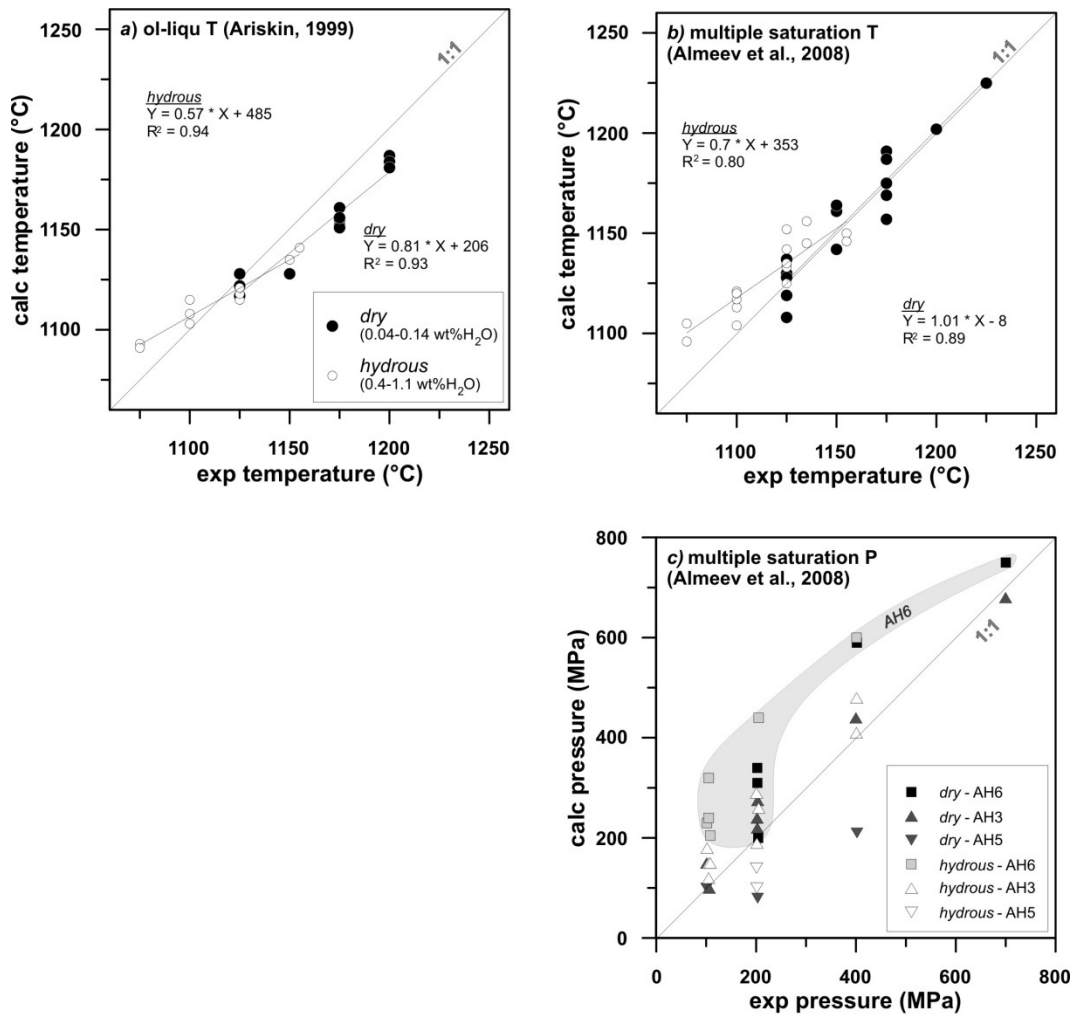 a) ol-liqu T (Ariskin, 1999)
1:1
hydrous
Y = 0.57 * X + 485
R² = 0.94
dry
Y = 0.81 * X + 206
R² = 0.93
dry
(0.04-0.14 wt%H₂O)
hydrous
(0.4-1.1 wt%H₂O)
calc temperature (°C)
1250
1200
1150
1100
1100 1150 1200 1250
exp temperature (°C)
b) multiple saturation T
(Almeev et al., 2008)
1:1
hydrous
Y = 0.7 * X + 353
R² = 0.80
dry
Y = 1.01 * X - 8
R² = 0.89
calc temperature (°C)
1250
1200
1150
1100
1100 1150 1200 1250
exp temperature (°C)
c) multiple saturation P
(Almeev et al., 2008)
AH6
1:1
dry - AH6
dry - AH3
dry - AH5
hydrous - AH6
hydrous - AH3
hydrous - AH5
calc pressure (MPa)
800
600
400
200
0
0 200 400 600 800
exp pressure (MPa)